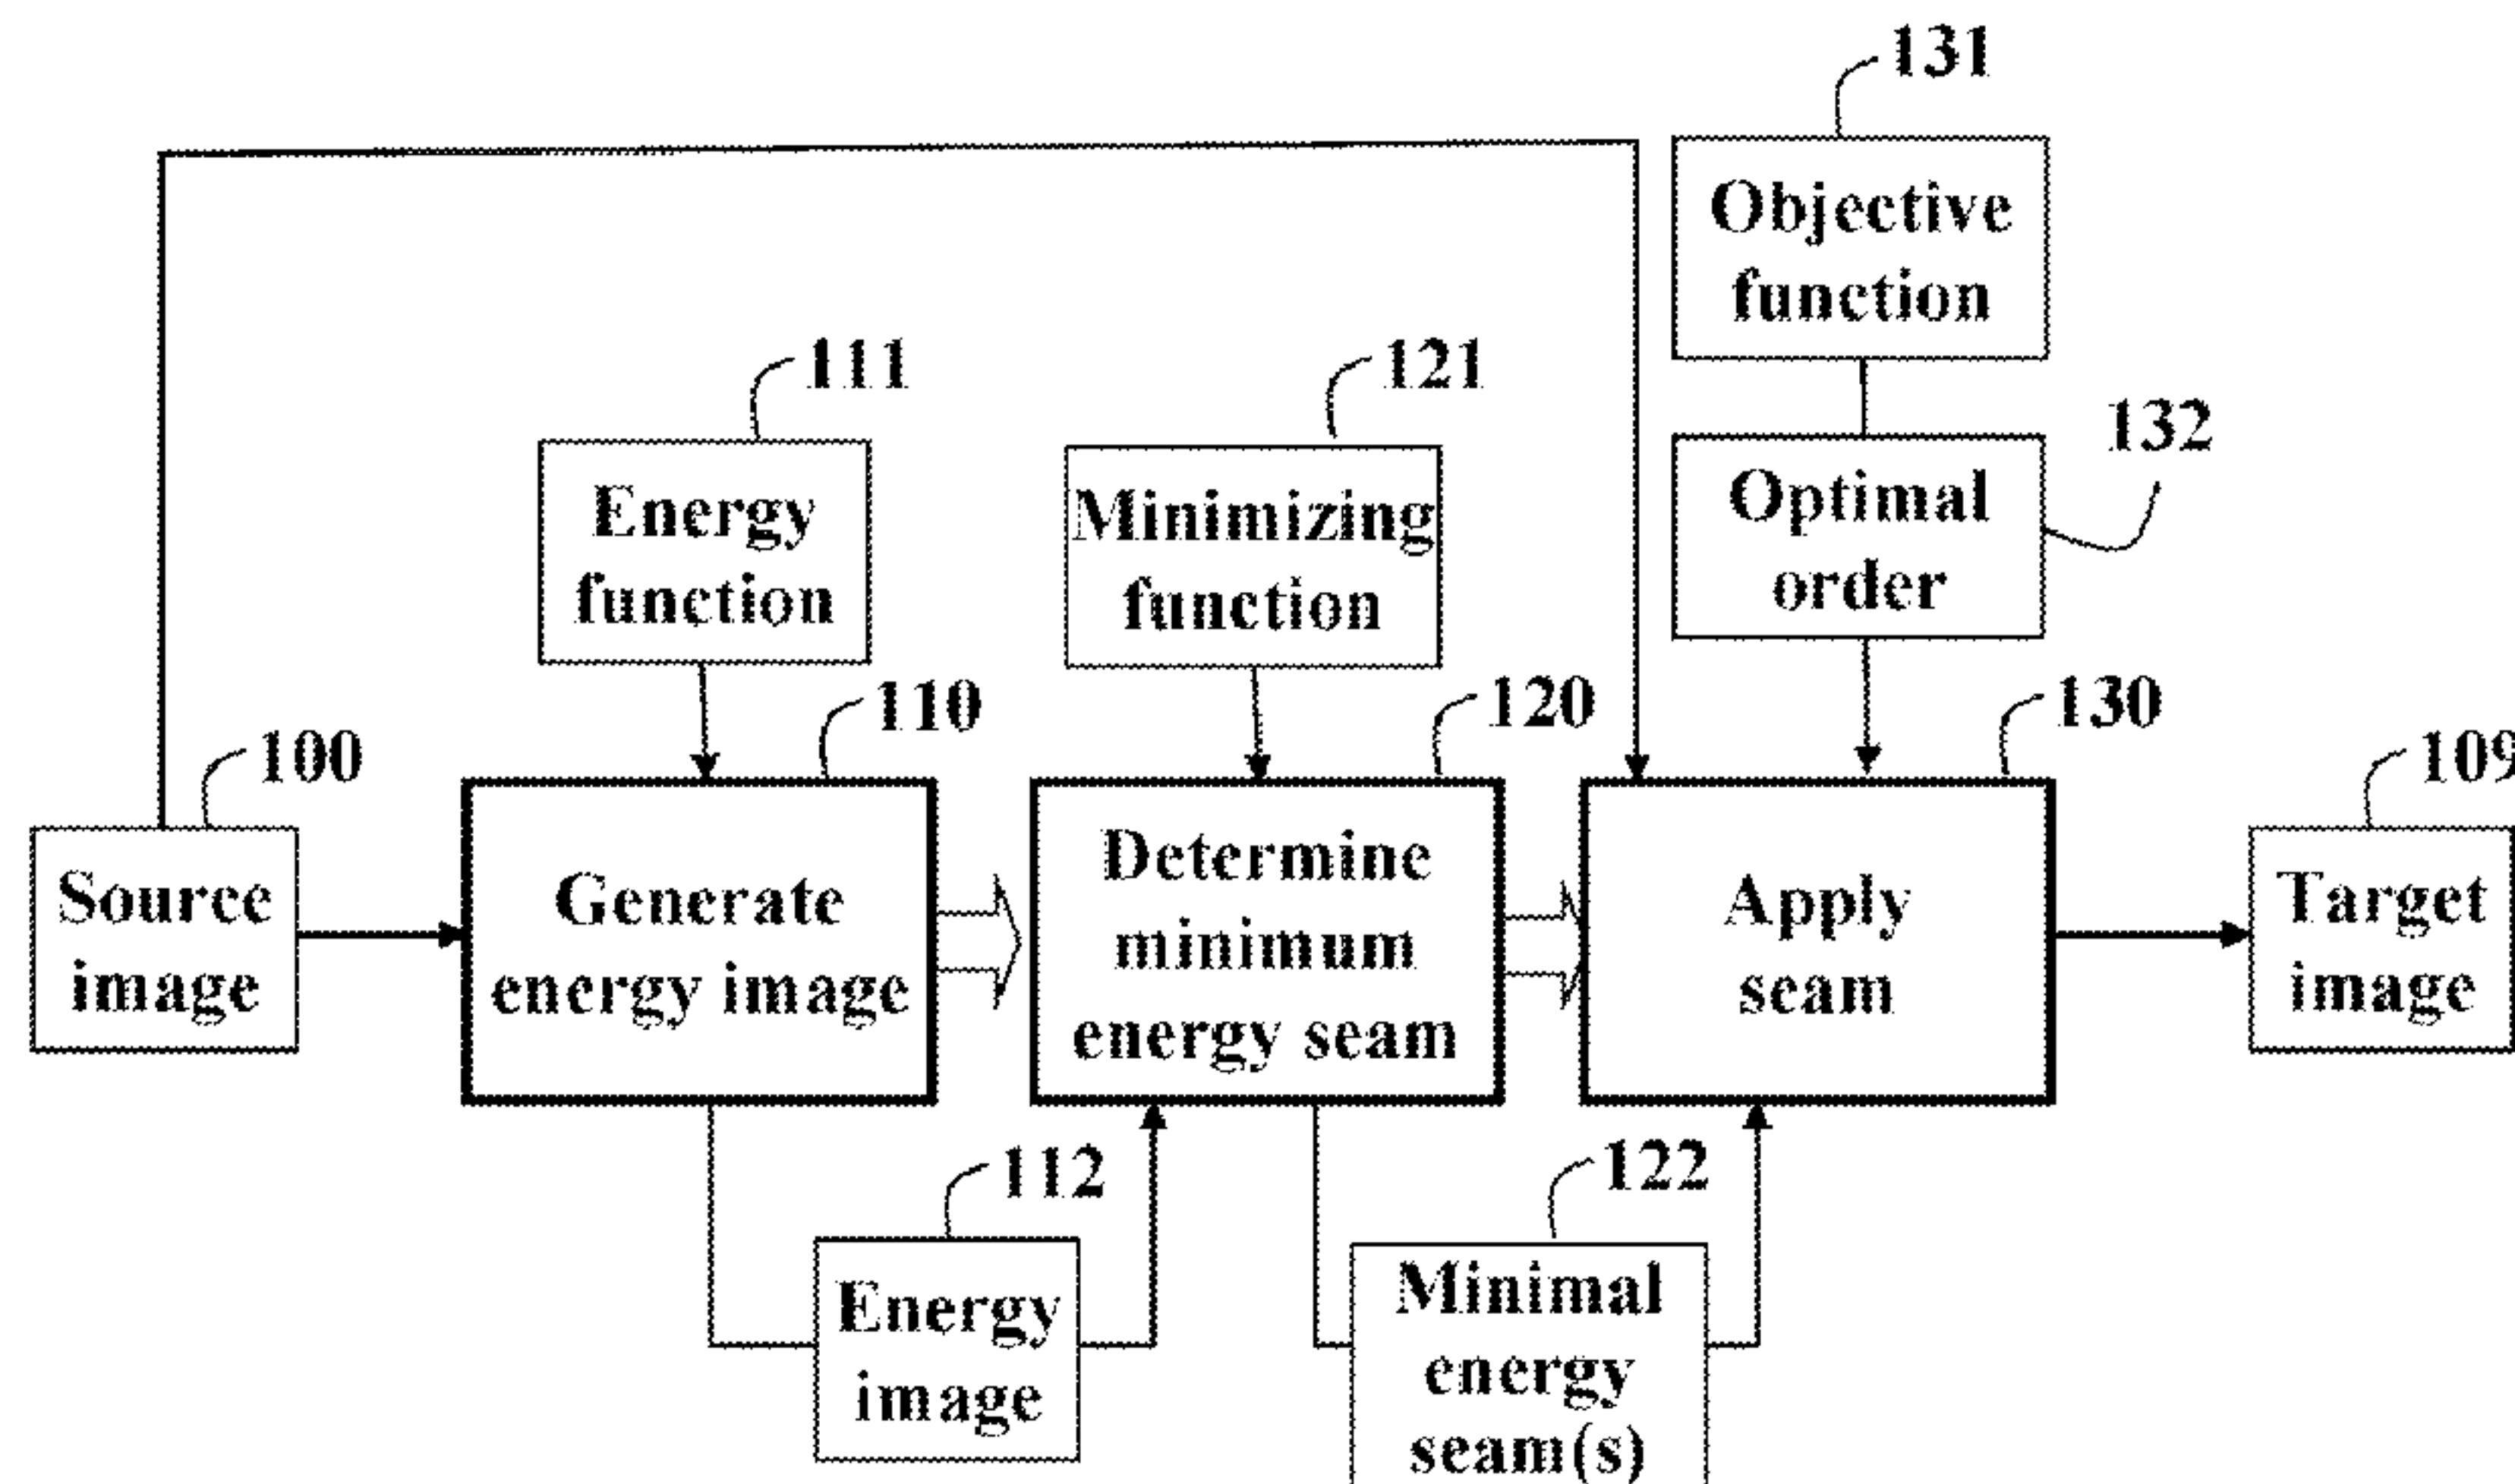 131
Objective
function
111
121
132
Energy
function
Minimizing
function
Optimal
order
100
110
120
130
109
Source
image
Generate
energy image
Determine
minimum
energy seam
Apply
seam
Target
image
112
122
Energy
image
Minimal
energy
seam(s)